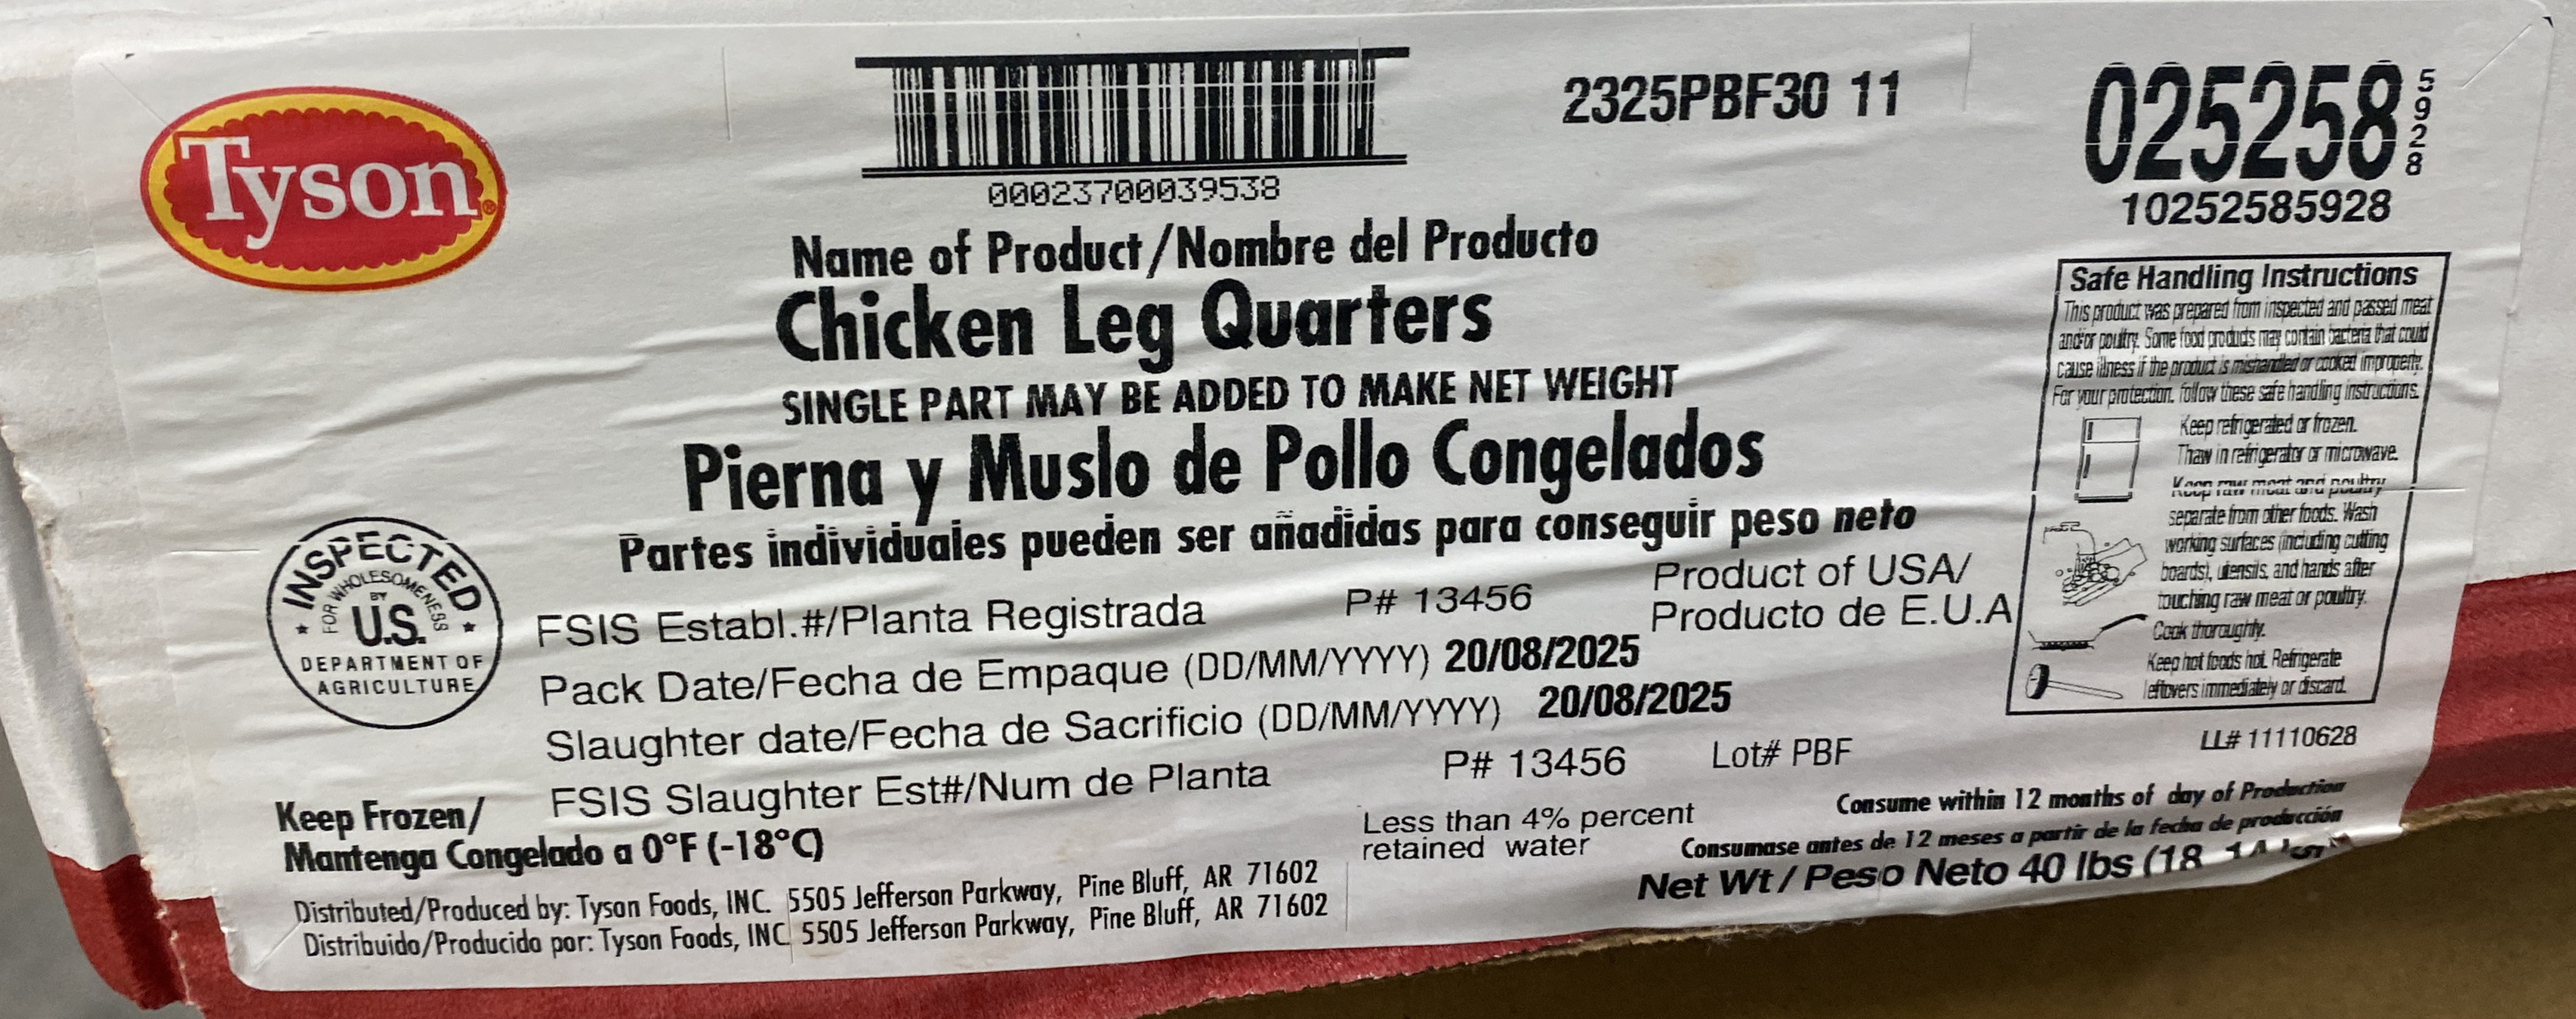 Tyson®
00023700039538
2325PBF30 11
025258
5928
10252585928
Name of Product/Nombre del Producto
Chicken Leg Quarters
SINGLE PART MAY BE ADDED TO MAKE NET WEIGHT
Pierna y Muslo de Pollo Congelados
Partes individuales pueden ser añadidas para conseguir peso neto
INSPECTED
FOR WHOLESOMENESS
BY
U.S.
DEPARTMENT OF
AGRICULTURE
FSIS Establ.#/Planta Registrada P# 13456
Product of USA/
Producto de E.U.A
Pack Date/Fecha de Empaque (DD/MM/YYYY) 20/08/2025
Slaughter date/Fecha de Sacrificio (DD/MM/YYYY) 20/08/2025
FSIS Slaughter Est#/Num de Planta P# 13456 Lot# PBF
Keep Frozen/
Mantenga Congelado a 0°F (-18°C)
Less than 4% percent
retained water
Distributed/Produced by: Tyson Foods, INC. 5505 Jefferson Parkway, Pine Bluff, AR 71602
Distribuido/Producido por: Tyson Foods, INC 5505 Jefferson Parkway, Pine Bluff, AR 71602
Safe Handling Instructions
This product was prepared from inspected and passed meat
and/or poultry. Some food products may contain bacteria that could
cause illness if the product is mishandled or cooked improperly.
For your protection, follow these safe handling instructions.
Keep refrigerated or frozen.
Thaw in refrigerator or microwave.
Keep raw meat and poultry
separate from other foods. Wash
working surfaces (including cutting
boards), utensils, and hands after
touching raw meat or poultry.
Cook thoroughly.
Keep hot foods hot. Refrigerate
leftovers immediately or discard.
LL# 11110628
Consume within 12 months of day of Production
Consumase antes de 12 meses a partir de la fecha de producción
Net Wt / Peso Neto 40 lbs (18